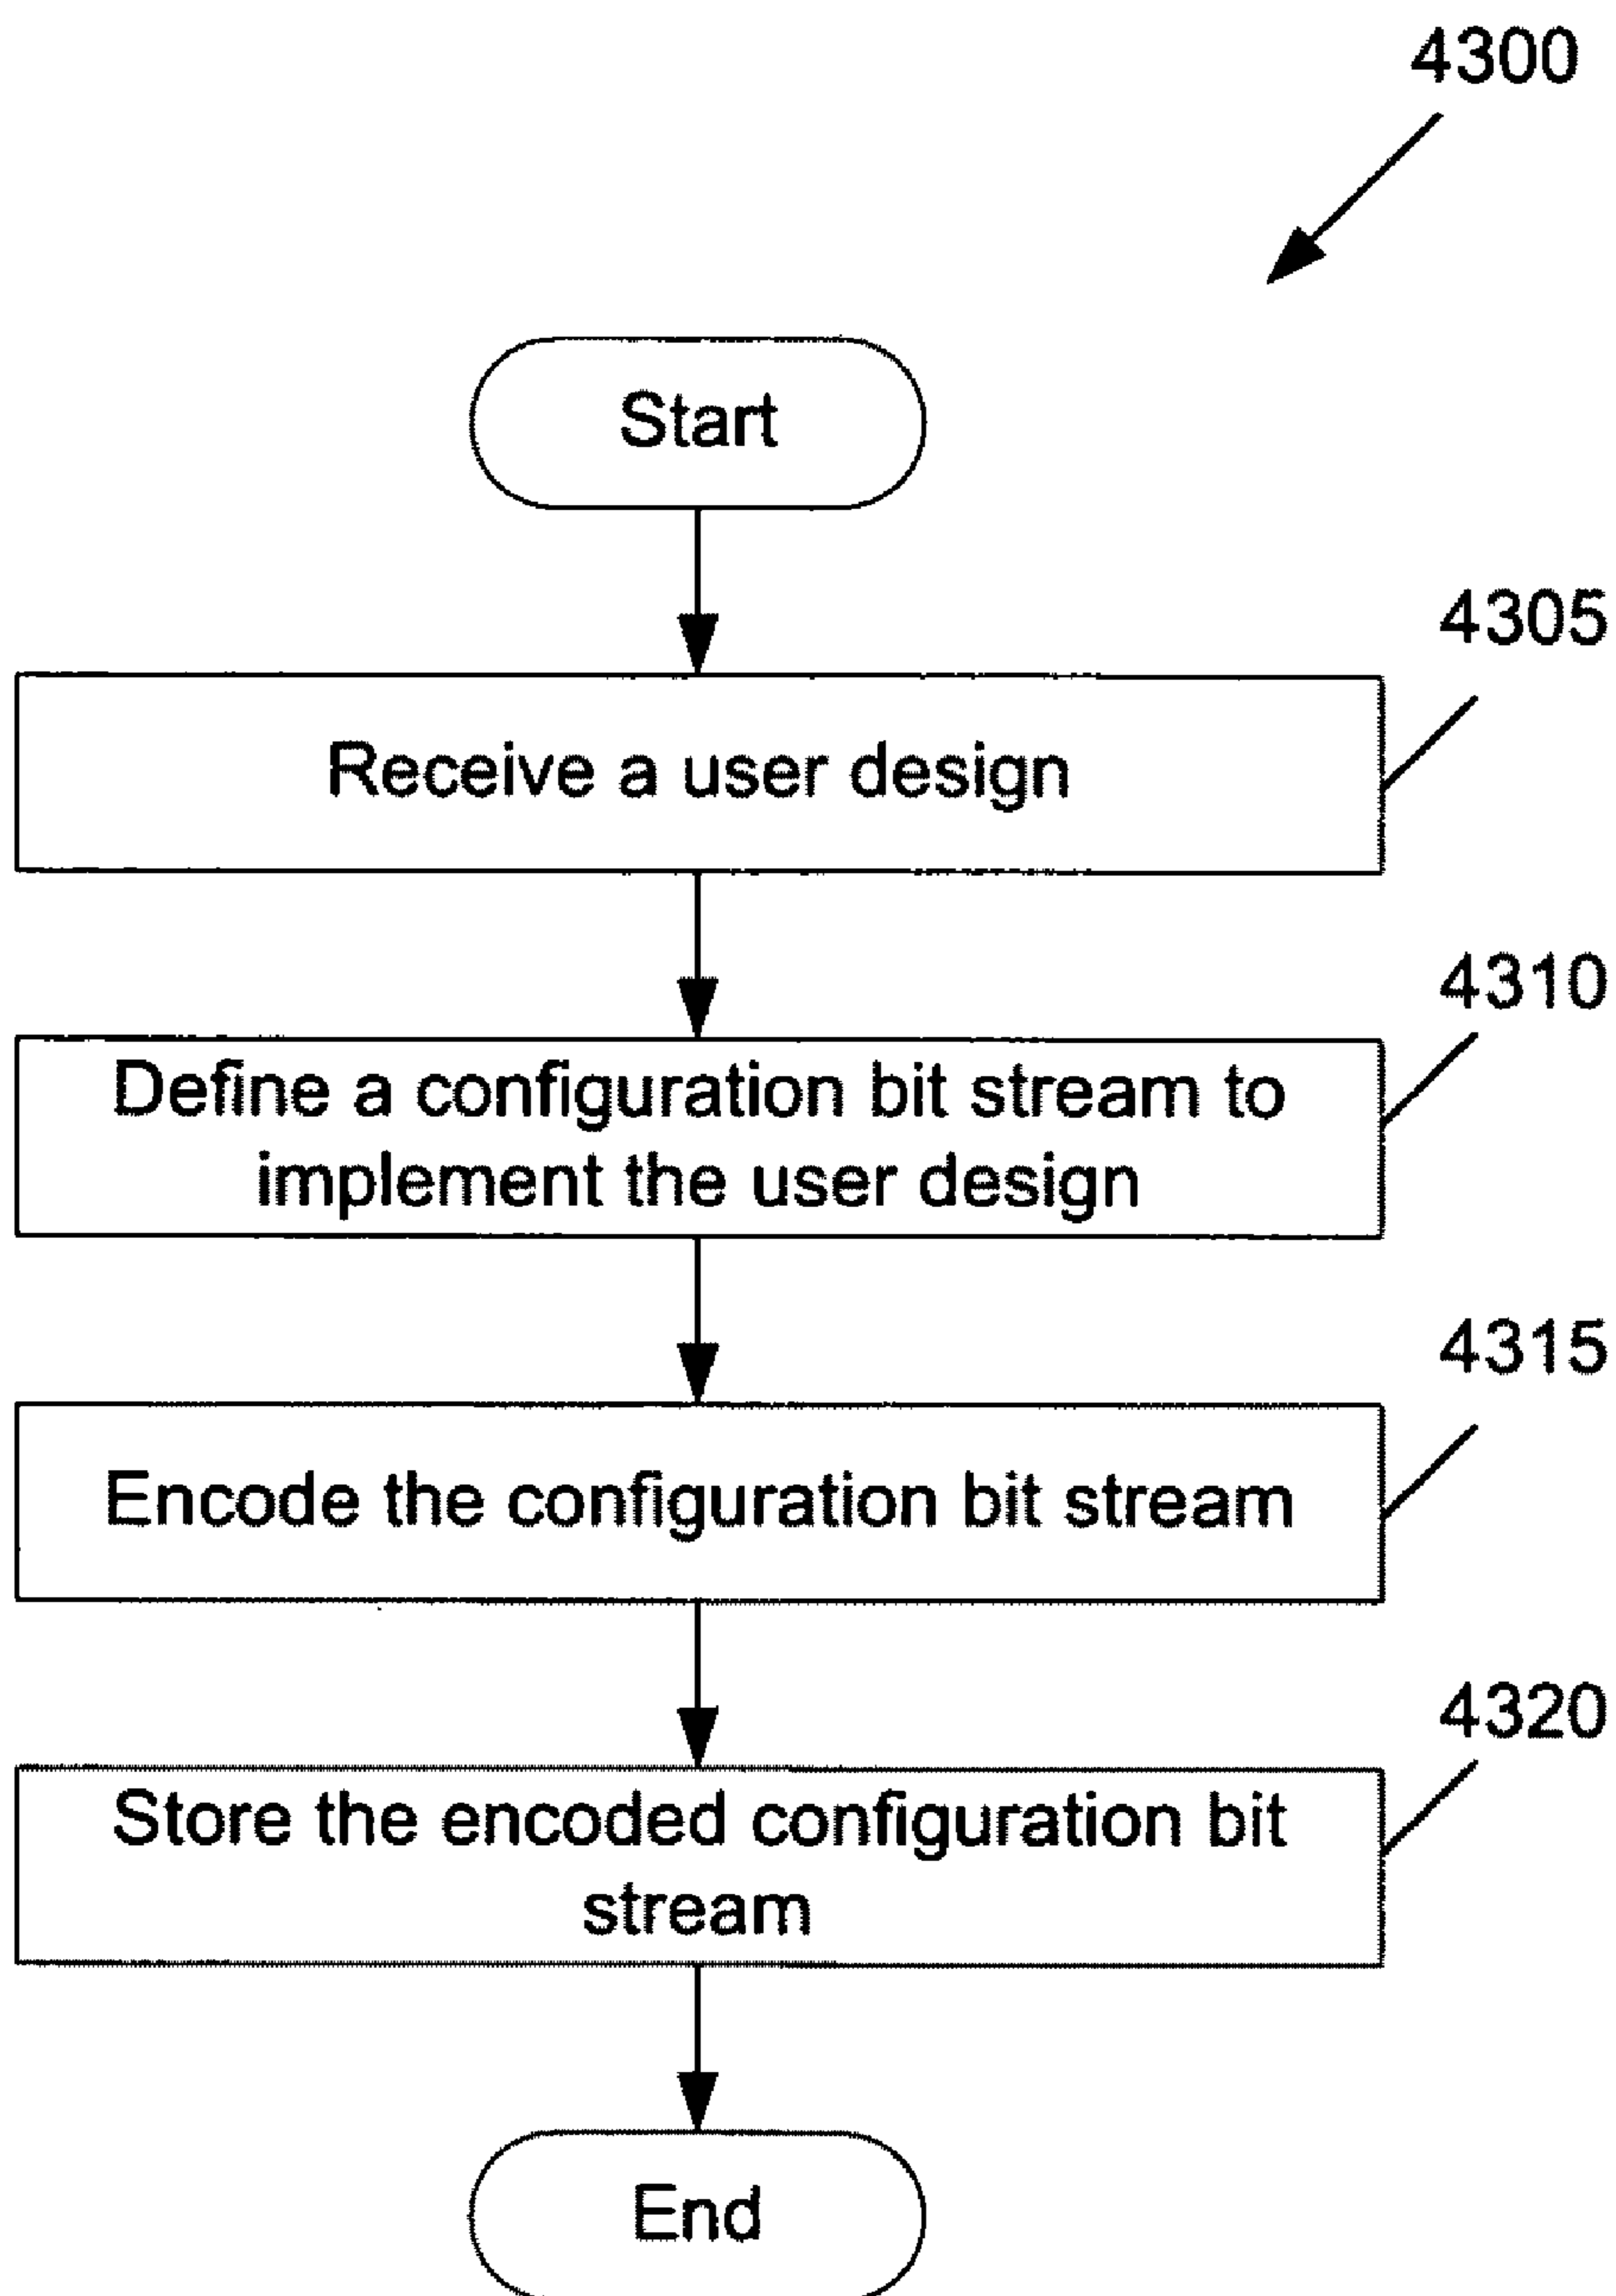 4300
Start
4305
Receive a user design
4310
Define a configuration bit stream to
implement the user design
4315
Encode the configuration bit stream
4320
Store the encoded configuration bit
stream
End